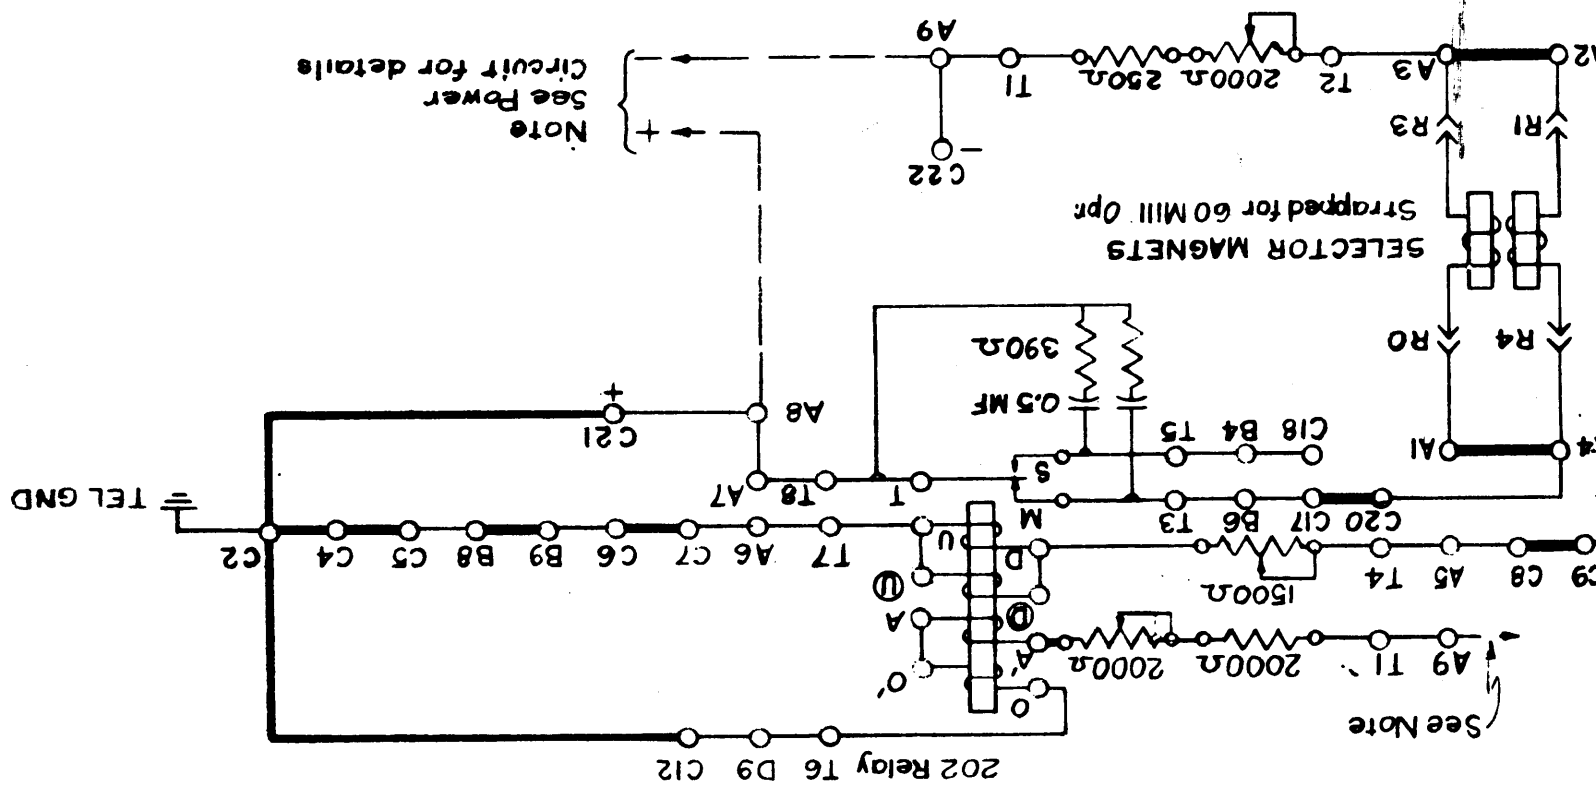 202 Relay T6 D9 C12
See Note
O
O'
A9 T1 2000Ω 2000Ω A'
D A
U
1500Ω
C9 C8 A5 T4 D U T7 A6 C7 C6 B9 B8 C5 C4 C2
TEL GND
C20 C17 B6 T3 M
T T8 A7
S
C18 B4 T5
C21
A8
+
0.5 MF
390Ω
A1
R4 R0
SELECTOR MAGNETS
Strapped for 60 Mill Opr.
C22
-
R1 R3
+ Note
See Power
- Circuit for details
A2 A3 T2 2000Ω 250Ω T1
A9